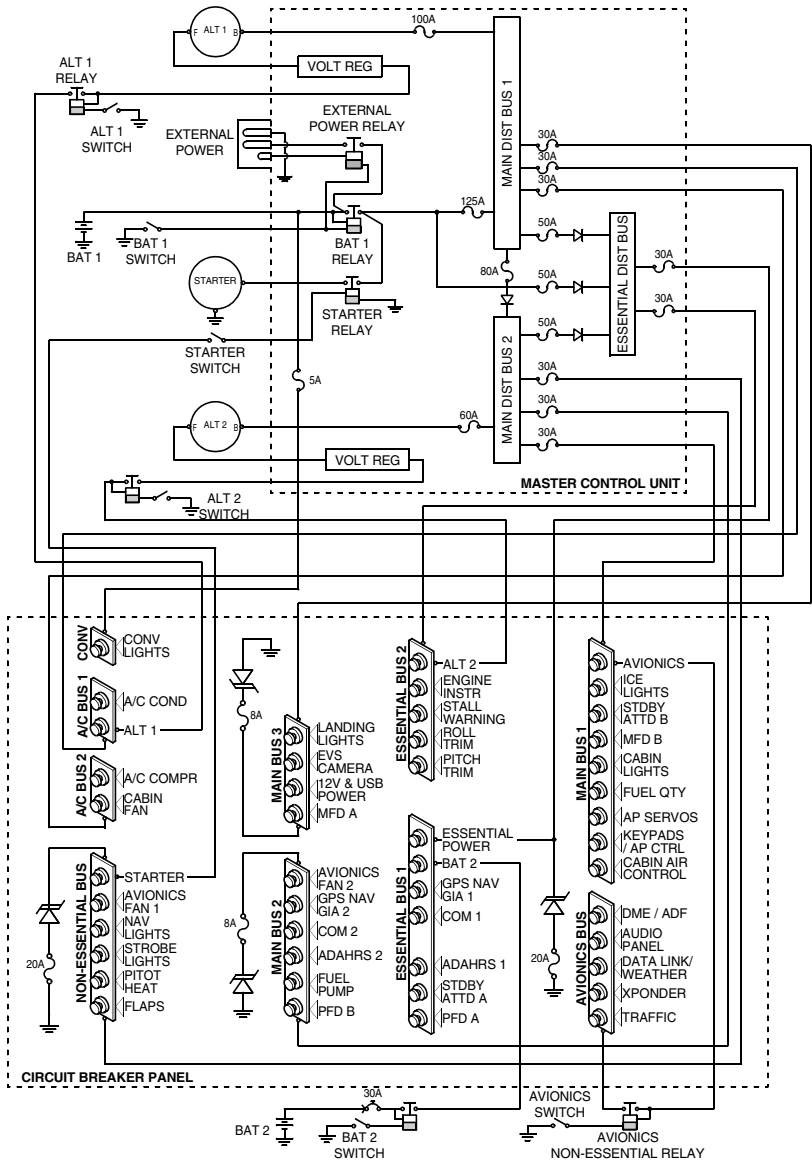 ALT 1
F
B
100A
VOLT REG
ALT 1
RELAY
ALT 1
SWITCH
EXTERNAL
POWER
EXTERNAL
POWER RELAY
MAIN DIST BUS 1
30A
30A
30A
125A
BAT 1
BAT 1
SWITCH
BAT 1
RELAY
50A
ESSENTIAL DIST BUS
30A
80A
50A
30A
STARTER
STARTER
RELAY
STARTER
SWITCH
50A
MAIN DIST BUS 2
30A
5A
30A
ALT 2
F
B
60A
30A
VOLT REG
MASTER CONTROL UNIT
ALT 2
SWITCH
CONV
CONV
LIGHTS
A/C BUS 1
A/C COND
ALT 1
A/C BUS 2
A/C COMPR
CABIN
FAN
NON-ESSENTIAL BUS
STARTER
AVIONICS
FAN 1
NAV
LIGHTS
STROBE
LIGHTS
PITOT
HEAT
FLAPS
20A
8A
MAIN BUS 3
LANDING
LIGHTS
EVS
CAMERA
12V & USB
POWER
MFD A
8A
MAIN BUS 2
AVIONICS
FAN 2
GPS NAV
GIA 2
COM 2
ADAHRS 2
FUEL
PUMP
PFD B
ESSENTIAL BUS 2
ALT 2
ENGINE
INSTR
STALL
WARNING
ROLL
TRIM
PITCH
TRIM
ESSENTIAL BUS 1
ESSENTIAL
POWER
BAT 2
GPS NAV
GIA 1
COM 1
ADAHRS 1
STDBY
ATTD A
PFD A
20A
MAIN BUS 1
AVIONICS
ICE
LIGHTS
STDBY
ATTD B
MFD B
CABIN
LIGHTS
FUEL QTY
AP SERVOS
KEYPADS
/ AP CTRL
CABIN AIR
CONTROL
AVIONICS BUS
DME / ADF
AUDIO
PANEL
DATA LINK/
WEATHER
XPONDER
TRAFFIC
CIRCUIT BREAKER PANEL
30A
BAT 2
BAT 2
SWITCH
AVIONICS
SWITCH
AVIONICS
NON-ESSENTIAL RELAY